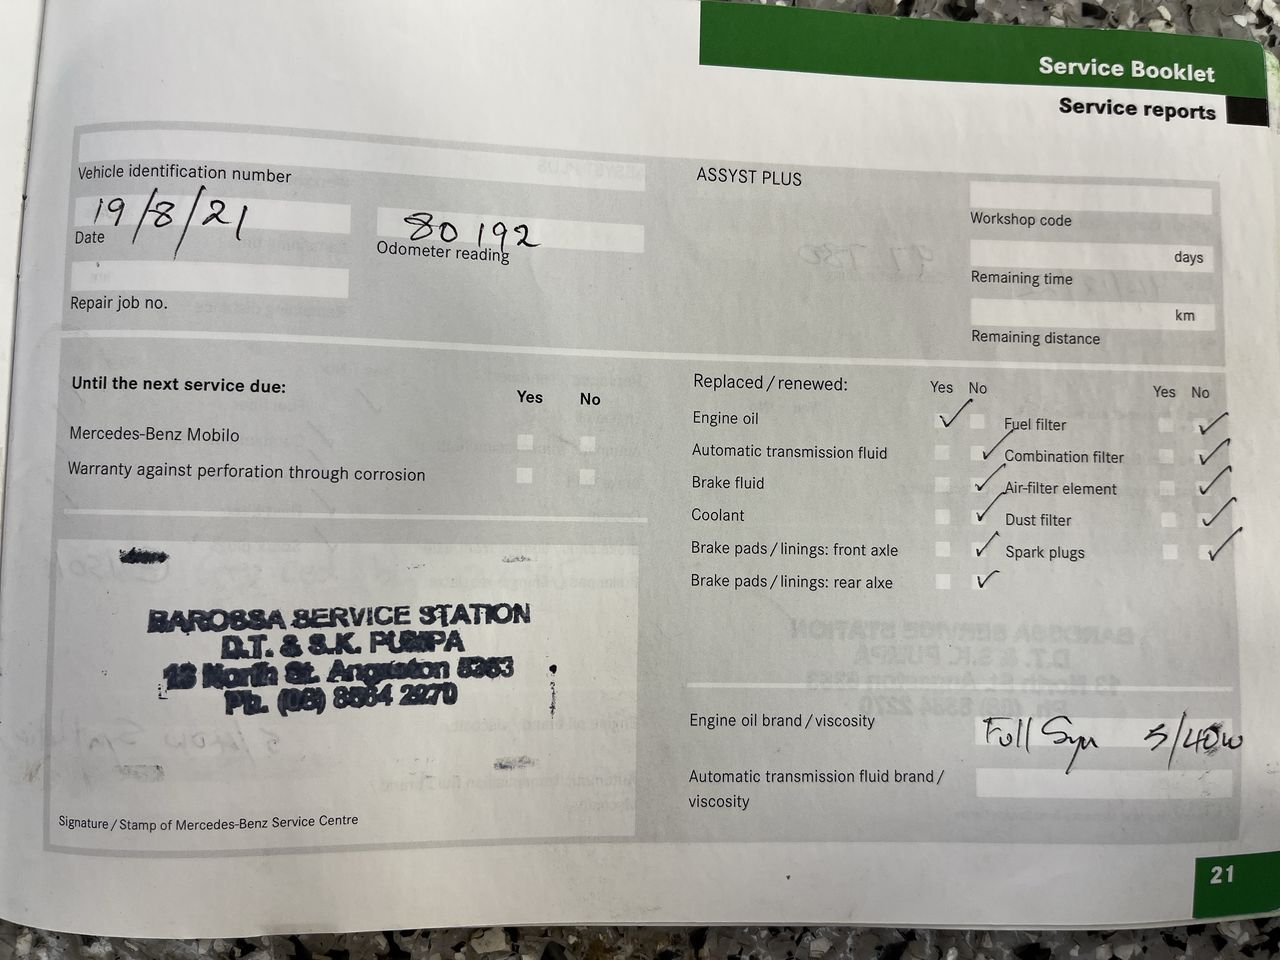 Service Booklet
Service reports
Vehicle identification number
19/8/21
Date
80 192
Odometer reading
Repair job no.
ASSYST PLUS
Workshop code
days
Remaining time
km
Remaining distance
Until the next service due:
Yes No
Mercedes-Benz Mobilo
Warranty against perforation through corrosion
BAROSSA SERVICE STATION
D.T. & S.K. PUMPA
13 North St. Angaston 5353
Ph. (08) 8564 2270
Signature / Stamp of Mercedes-Benz Service Centre
Replaced / renewed:
Yes No
Engine oil
Automatic transmission fluid
Brake fluid
Coolant
Brake pads / linings: front axle
Brake pads / linings: rear alxe
Yes No
Fuel filter
Combination filter
Air-filter element
Dust filter
Spark plugs
Engine oil brand / viscosity
Full Syn 5/40w
Automatic transmission fluid brand /
viscosity
21